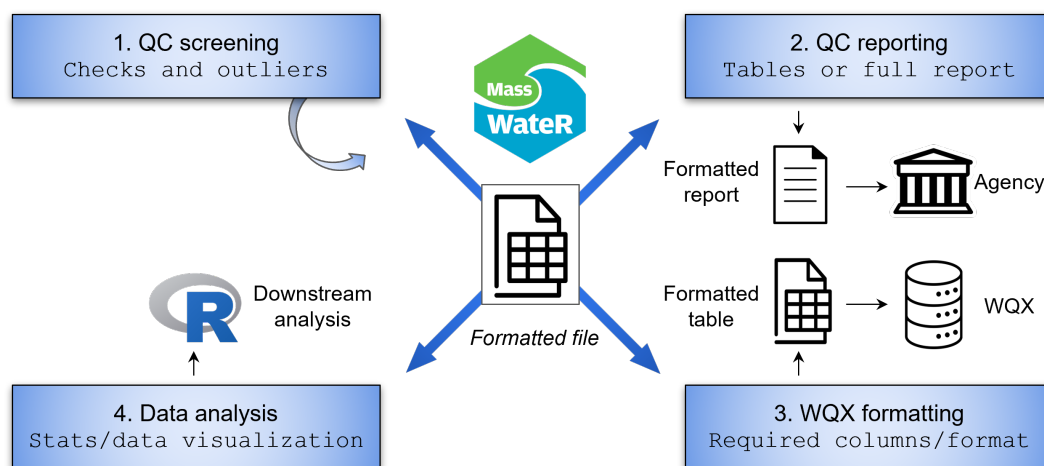 1. QC screening
Checks and outliers
Mass
WateR
2. QC reporting
Tables or full report
Formatted
report
Agency
R
Downstream
analysis
Formatted file
Formatted
table
WQX
4. Data analysis
Stats/data visualization
3. WQX formatting
Required columns/format